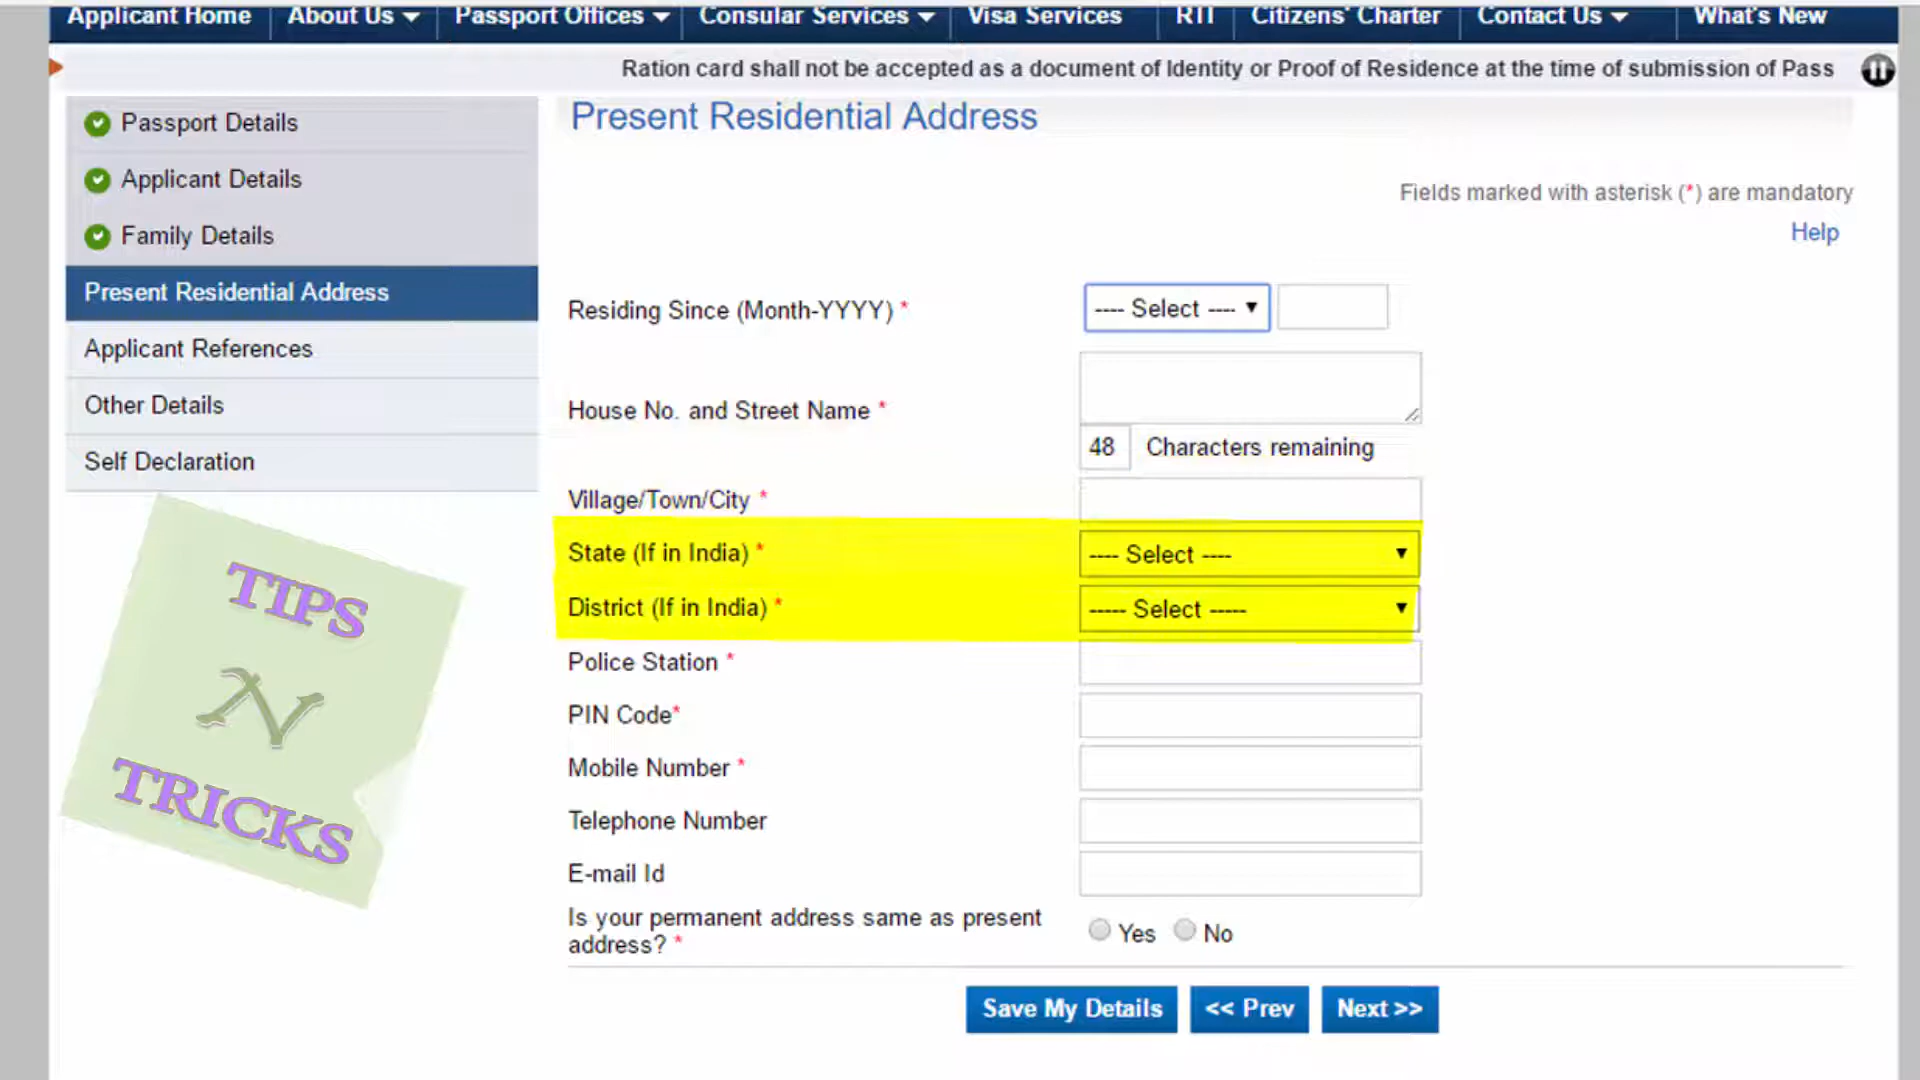 Applicant Home About Us Passport Offices Consular Services Visa Services RTI Citizens' Charter Contact Us What's New
Ration card shall not be accepted as a document of Identity or Proof of Residence at the time of submission of Pass
Passport Details
Applicant Details
Family Details
Present Residential Address
Applicant References
Other Details
Self Declaration
TIPS
N
TRICKS
Present Residential Address
Fields marked with asterisk (*) are mandatory
Help
Residing Since (Month-YYYY) * ---- Select ----
House No. and Street Name *
48 Characters remaining
Village/Town/City *
State (If in India) * ---- Select ----
District (If in India) * ----- Select -----
Police Station *
PIN Code*
Mobile Number *
Telephone Number
E-mail Id
Is your permanent address same as present
address? * Yes No
Save My Details << Prev Next >>